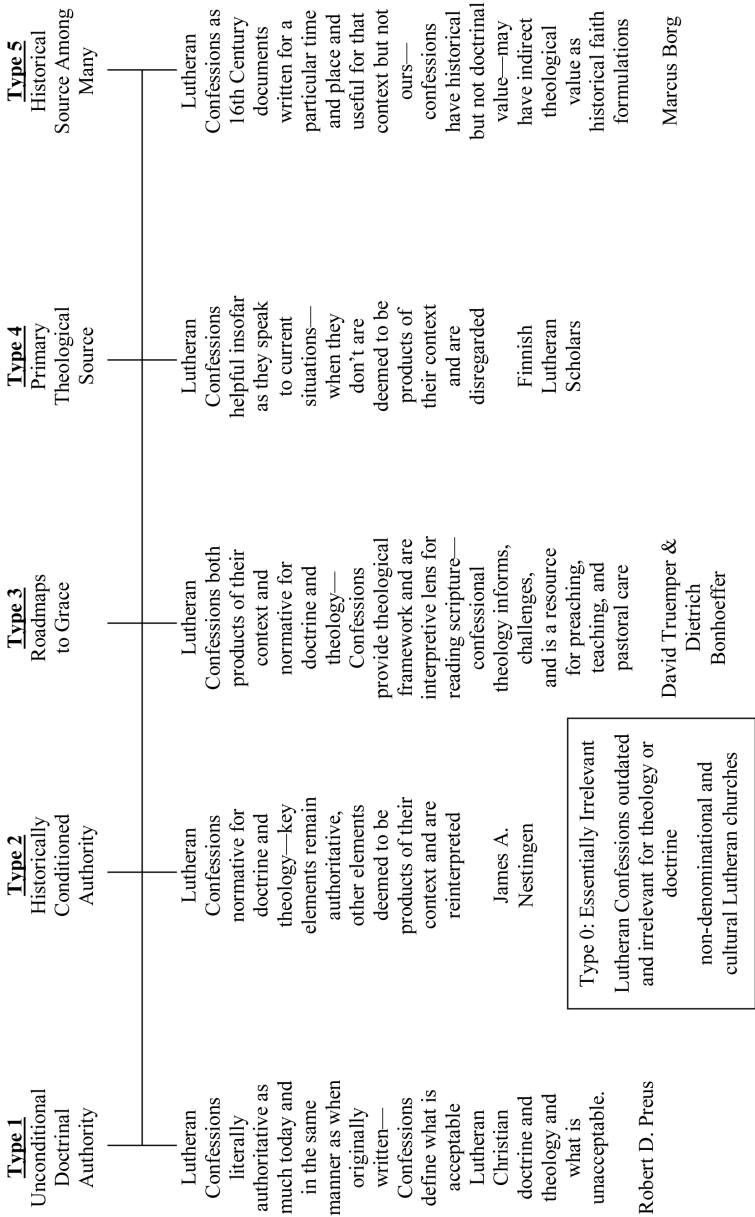 Type 1
Unconditional
Doctrinal
Authority
Lutheran
Confessions
literally
authoritative as
much today and
in the same
manner as when
originally
written—
Confessions
define what is
acceptable
Lutheran
Christian
doctrine and
theology and
what is
unacceptable.
Robert D. Preus
Type 2
Historically
Conditioned
Authority
Lutheran
Confessions
normative for
doctrine and
theology—key
elements remain
authoritative,
other elements
deemed to be
products of their
context and are
reinterpreted
James A.
Nestingen
Type 3
Roadmaps
to Grace
Lutheran
Confessions both
products of their
context and
normative for
doctrine and
theology—
Confessions
provide theological
framework and are
interpretive lens for
reading scripture—
confessional
theology informs,
challenges,
and is a resource
for preaching,
teaching, and
pastoral care
David Truemper &
Dietrich
Bonhoeffer
Type 4
Primary
Theological
Source
Lutheran
Confessions
helpful insofar
as they speak
to current
situations—
when they
don't are
deemed to be
products of
their context
and are
disregarded
Finnish
Lutheran
Scholars
Type 5
Historical
Source Among
Many
Lutheran
Confessions as
16th Century
documents
written for a
particular time
and place and
useful for that
context but not
ours—
confessions
have historical
but not doctrinal
value—may
have indirect
theological
value as
historical faith
formulations
Marcus Borg
Type 0: Essentially Irrelevant
Lutheran Confessions outdated
and irrelevant for theology or
doctrine
non-denominational and
cultural Lutheran churches